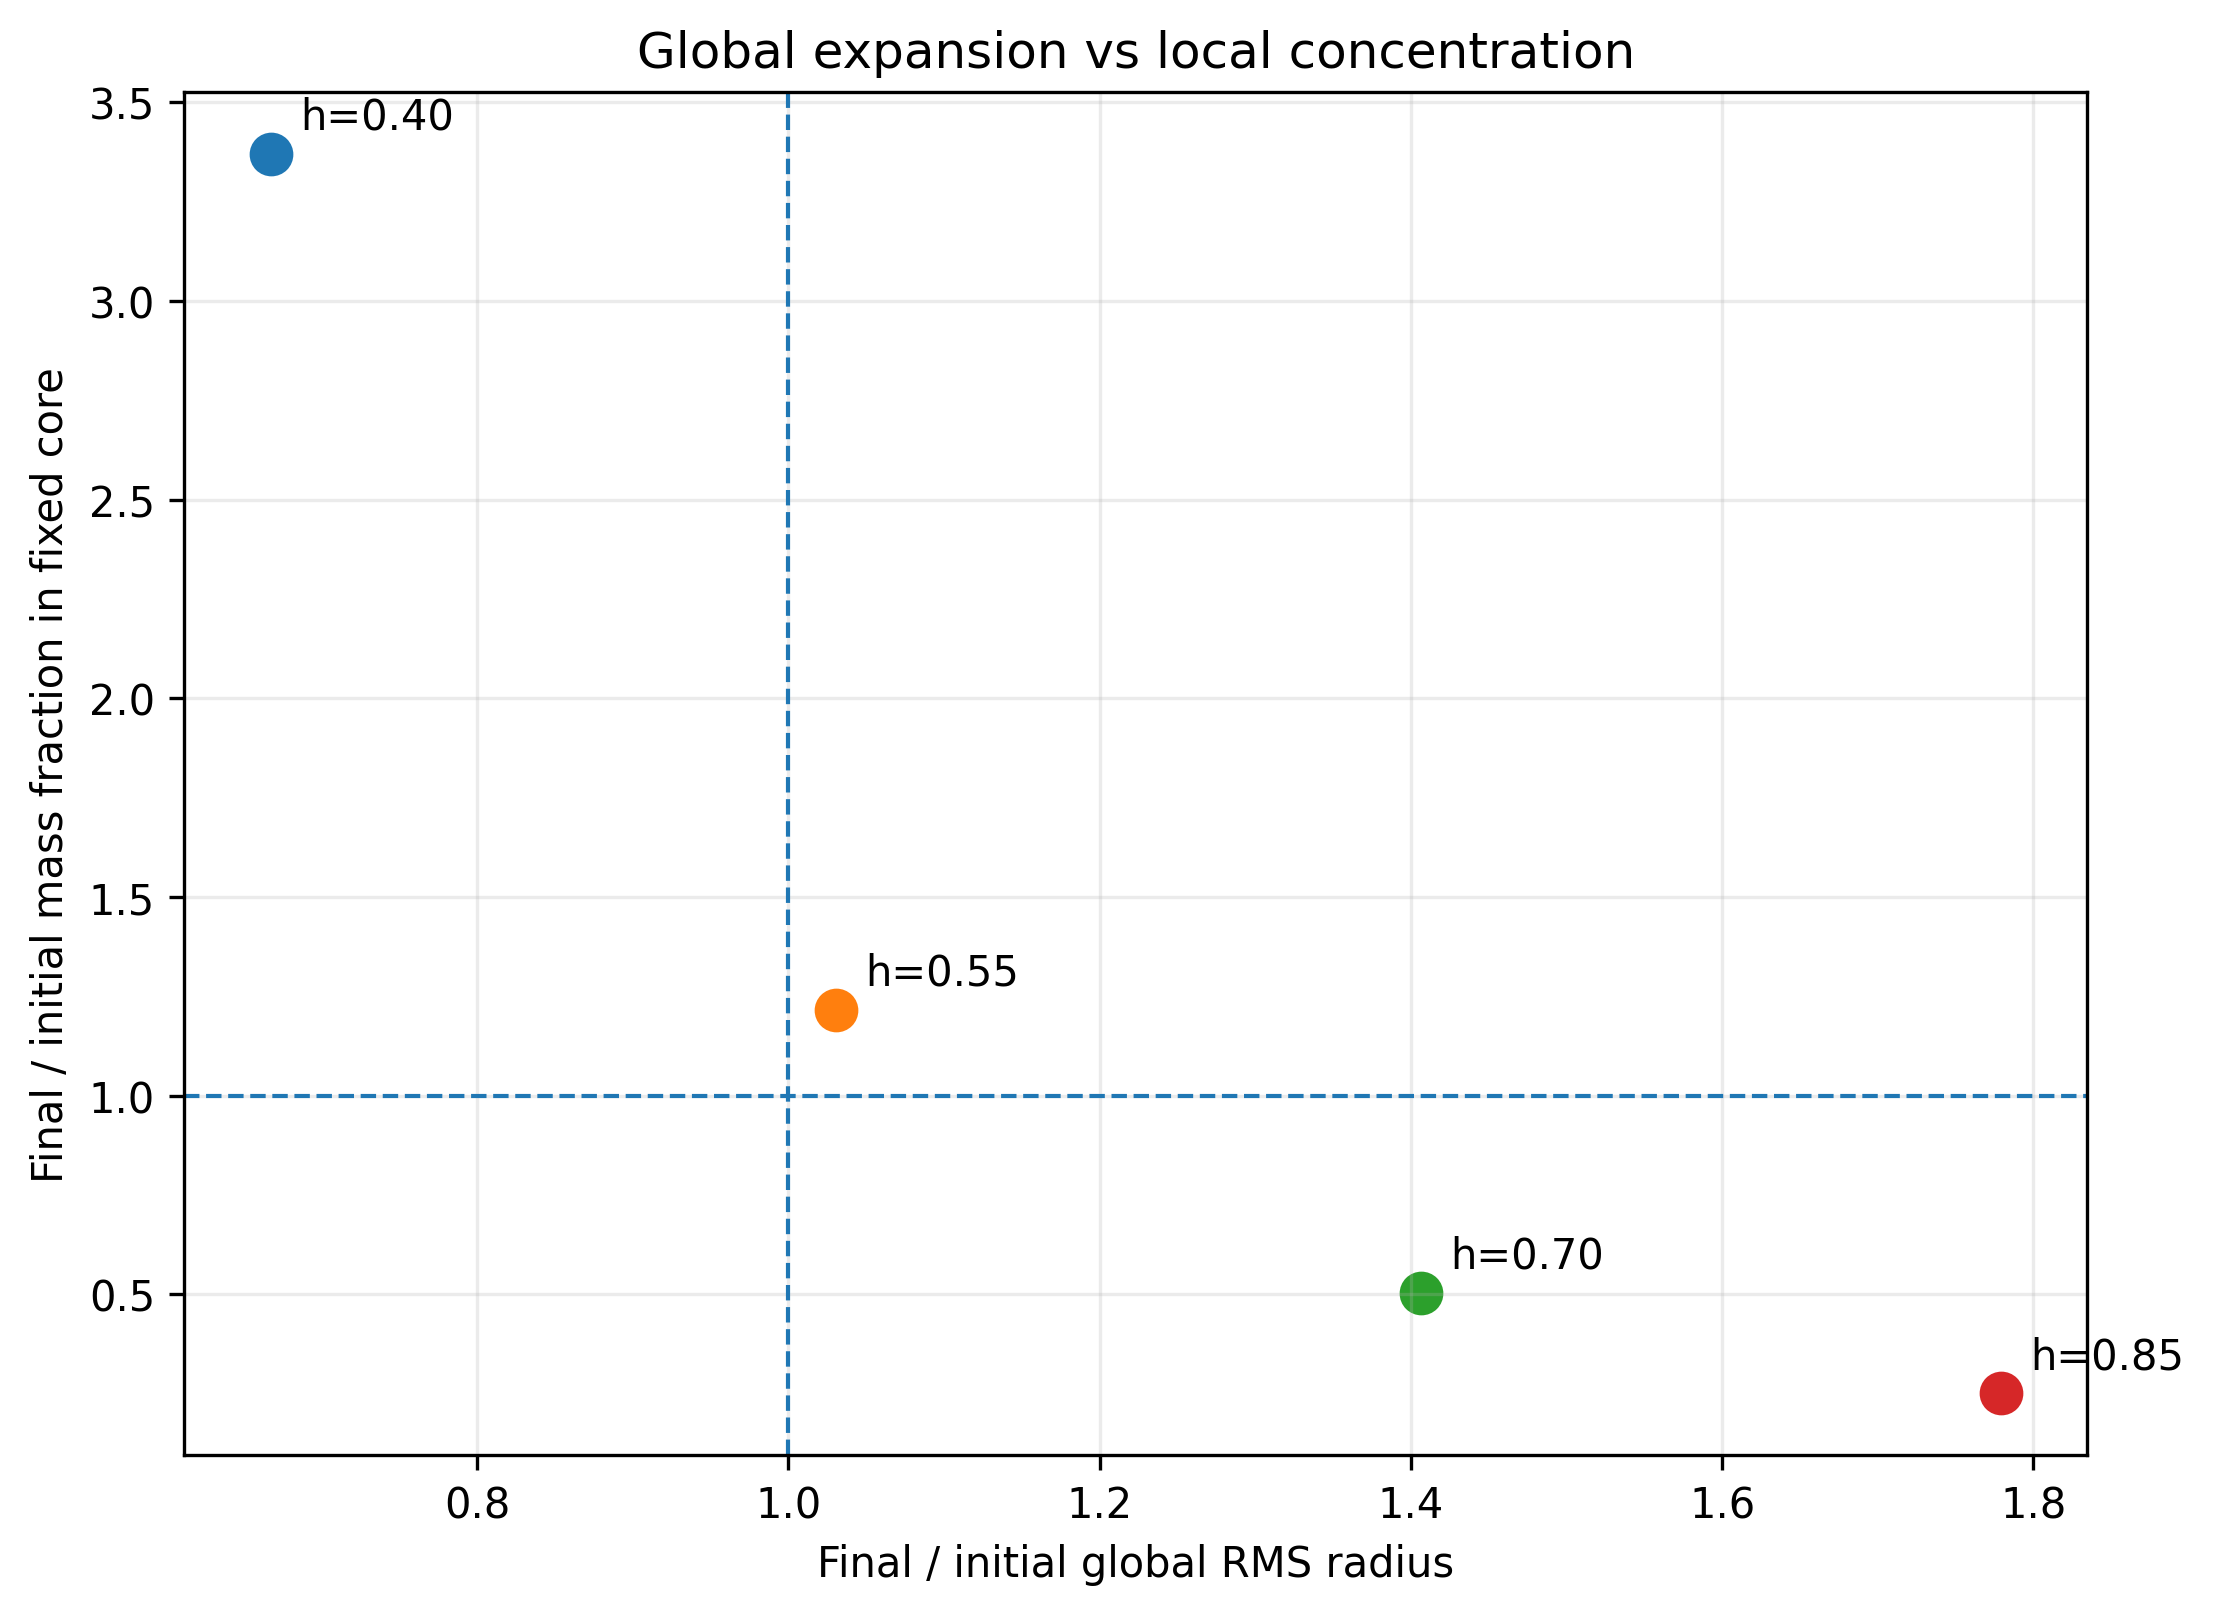 Global expansion vs local concentration
Final / initial mass fraction in fixed core
3.5
3.0
2.5
2.0
1.5
1.0
0.5
h=0.40
h=0.55
h=0.70
h=0.85
0.8
1.0
1.2
1.4
1.6
1.8
Final / initial global RMS radius